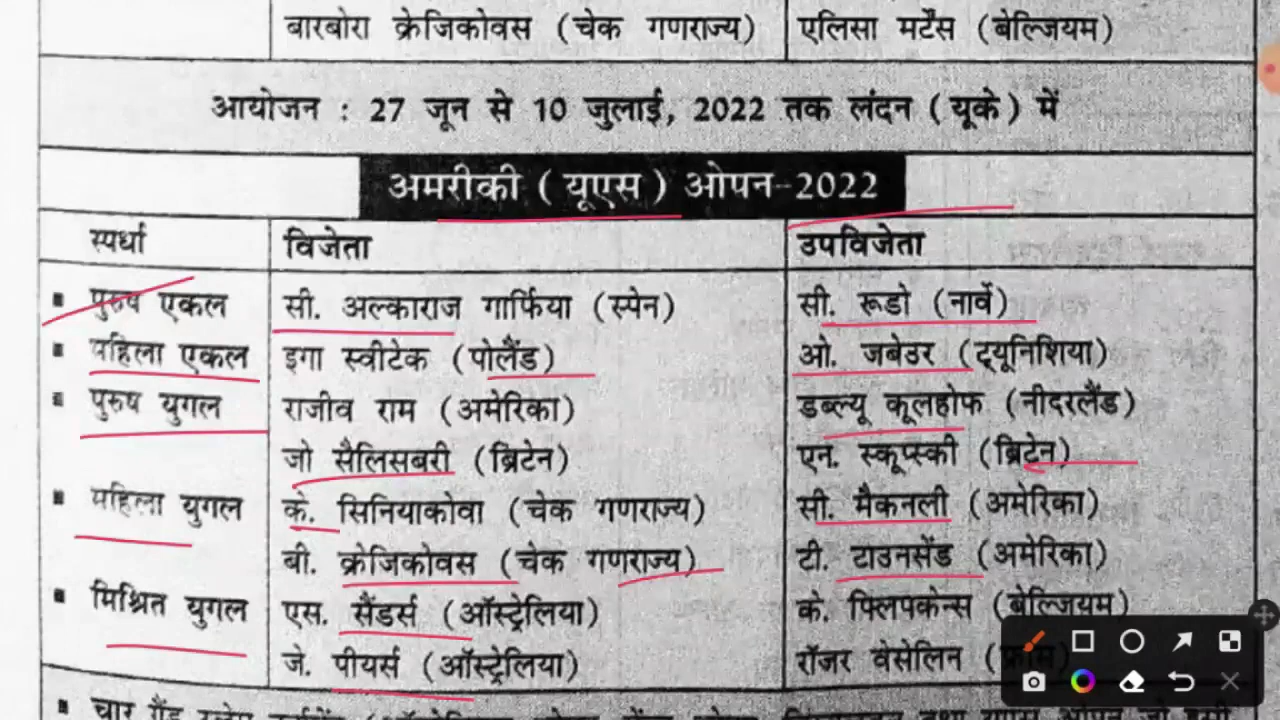 बारबोरा क्रेजिकोवस (चेक गणराज्य) एलिसा मर्टेंस (बेल्जियम)
आयोजन : 27 जून से 10 जुलाई, 2022 तक लंदन (यूके) में
अमरीकी (यूएस) ओपन-2022
स्पर्धा विजेता उपविजेता
▪ पुरुष एकल सी. अल्काराज गार्फिया (स्पेन) सी. रूडो (नार्वे)
▪ महिला एकल इगा स्वीटेक (पोलैंड) ओ. जबेउर (ट्यूनिशिया)
▪ पुरुष युगल राजीव राम (अमेरिका) डब्ल्यू कूलहोफ (नीदरलैंड)
जो सैलिसबरी (ब्रिटेन) एन. स्कूप्स्की (ब्रिटेन)
▪ महिला युगल के. सिनियाकोवा (चेक गणराज्य) सी. मैकनली (अमेरिका)
बी. क्रेजिकोवस (चेक गणराज्य) टी. टाउनसेंड (अमेरिका)
▪ मिश्रित युगल एस. सैंडर्स (ऑस्ट्रेलिया) के. फ्लिपकेन्स (बेल्जियम)
जे. पीयर्स (ऑस्ट्रेलिया) रॉजर वेसेलिन (फ्रांस)
▪ चार ग्रैंड